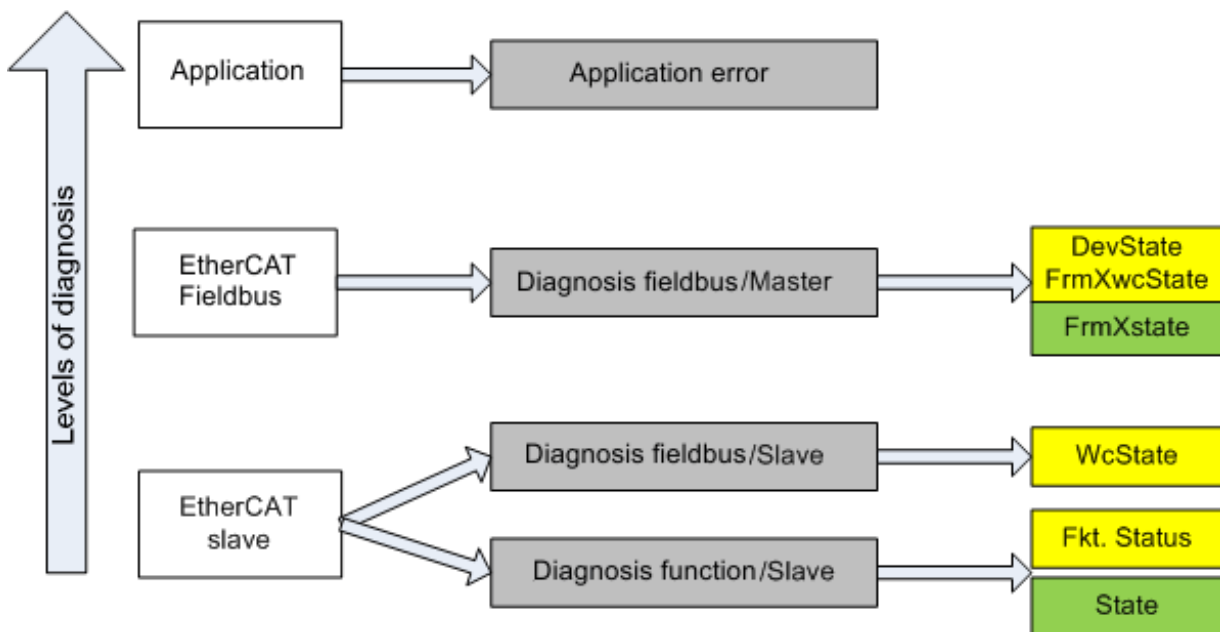 Levels of diagnosis
Application
Application error
EtherCAT
Fieldbus
Diagnosis fieldbus/Master
DevState
FrmXwcState
FrmXstate
EtherCAT
slave
Diagnosis fieldbus/Slave
WcState
Diagnosis function/Slave
Fkt. Status
State